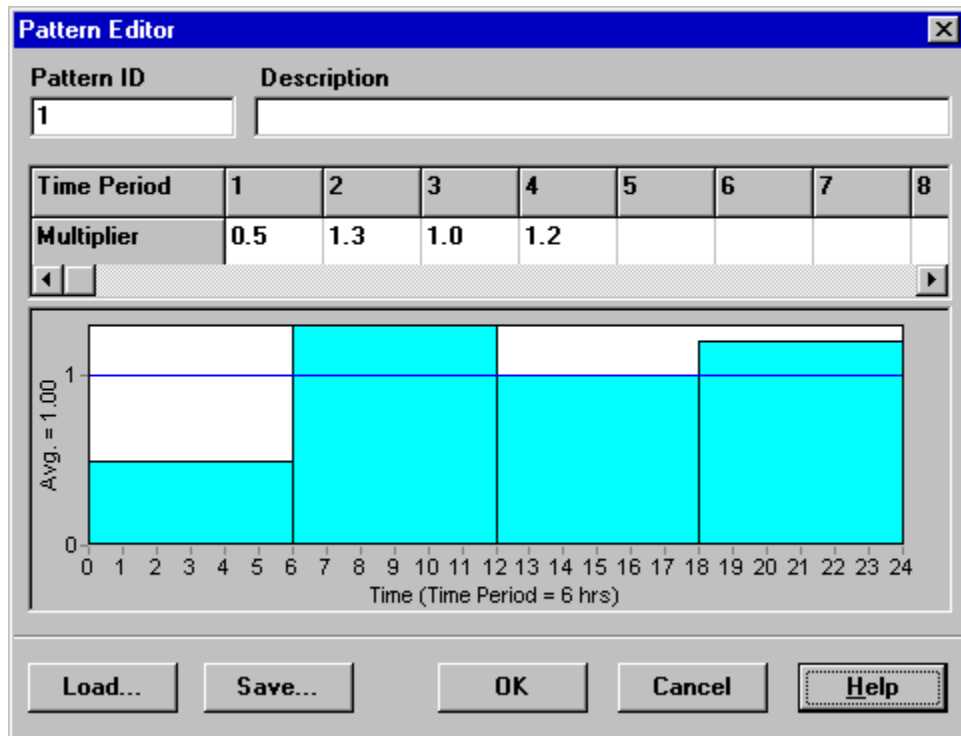 Pattern Editor
Pattern ID Description
1
Time Period 1 2 3 4 5 6 7 8
Multiplier 0.5 1.3 1.0 1.2
Avg. = 1.00
1
0
0 1 2 3 4 5 6 7 8 9 10 11 12 13 14 15 16 17 18 19 20 21 22 23 24
Time (Time Period = 6 hrs)
Load... Save... OK Cancel Help